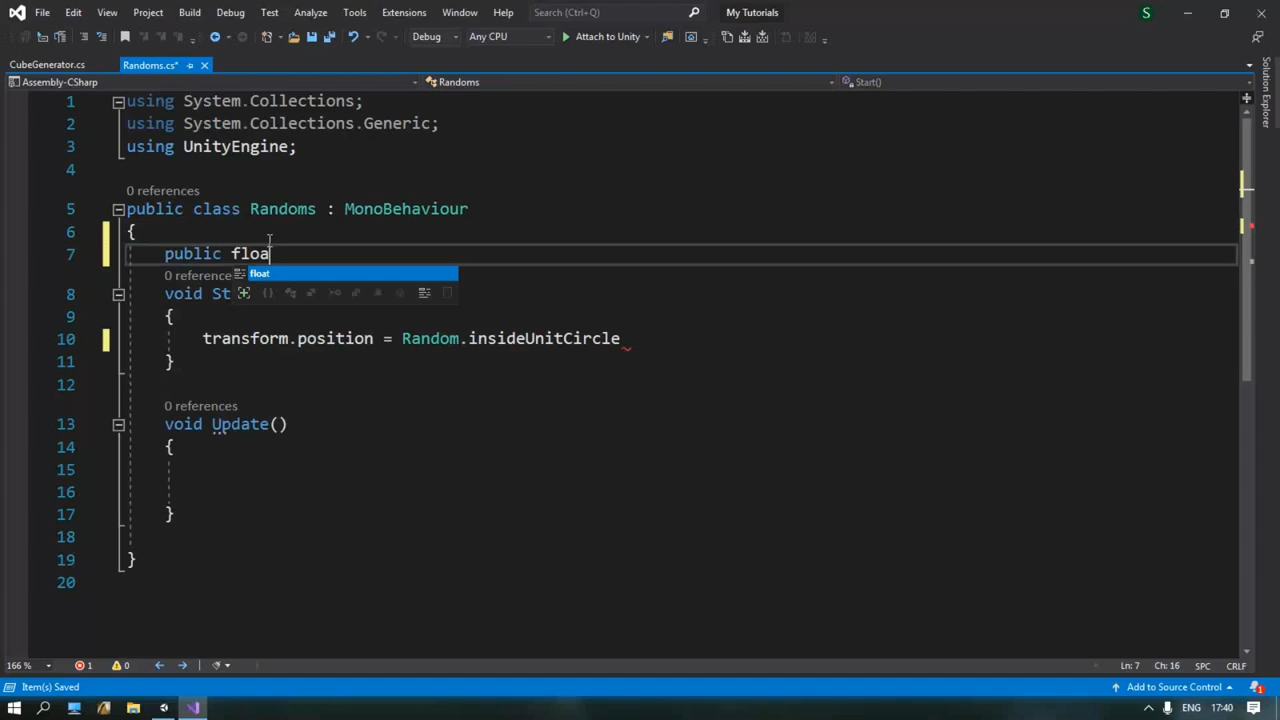 File Edit View Git Project Build Debug Test Analyze Tools Extensions Window Help Search (Ctrl+Q) My Tutorials S
Debug Any CPU Attach to Unity
CubeGenerator.cs Randoms.cs*
Assembly-CSharp Randoms Start()
1 using System.Collections;
2 using System.Collections.Generic;
3 using UnityEngine;
4
0 references
5 public class Randoms : MonoBehaviour
6 {
7 public floa
0 reference float
8 void St
9 {
10 transform.position = Random.insideUnitCircle
11 }
12
0 references
13 void Update()
14 {
15
16
17 }
18
19 }
20
Solution Explorer
166 % 1 0 Ln: 7 Ch: 16 SPC CRLF
Item(s) Saved Add to Source Control 1
ENG 17:40